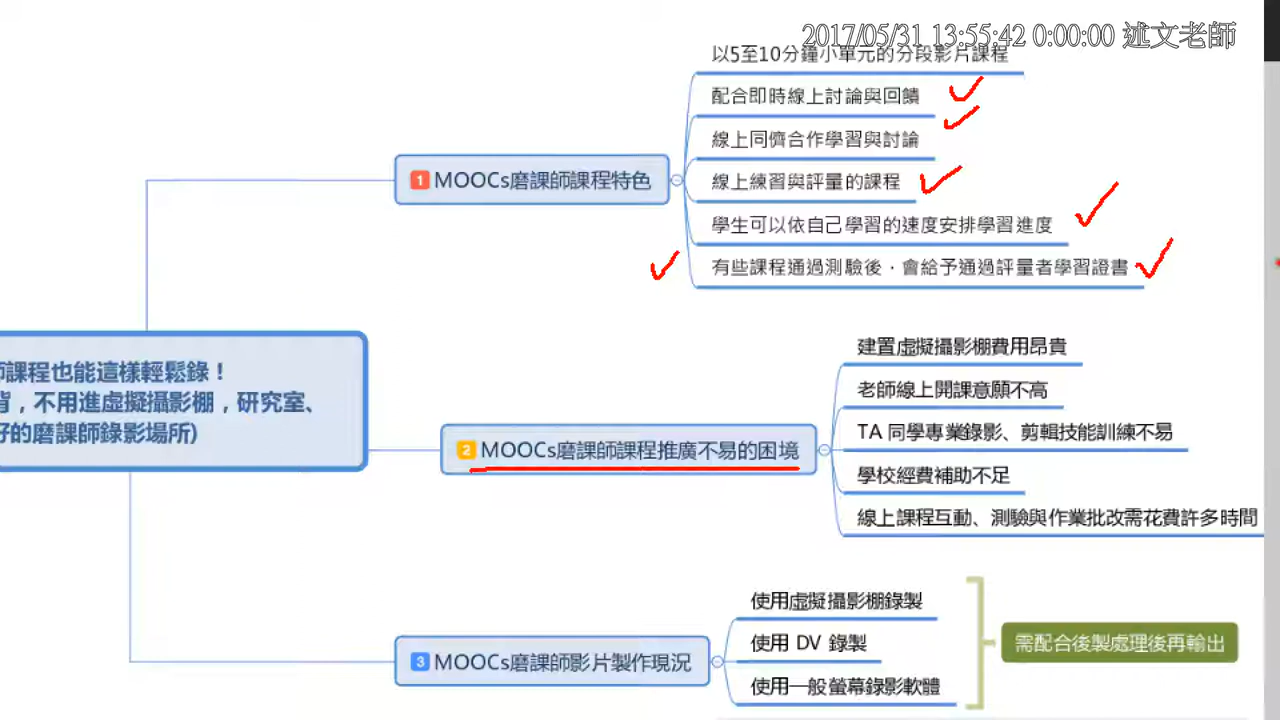 2017/05/31 13:55:42 0:00:00 述文老師
以5至10分鐘小單元的分段影片課程
配合即時線上討論與回饋
線上同儕合作學習與討論
1 MOOCs磨課師課程特色
線上練習與評量的課程
學生可以依自己學習的速度安排學習進度
有些課程通過測驗後，會給予通過評量者學習證書
師課程也能這樣輕鬆錄！
背，不用進虛擬攝影棚，研究室、
好的磨課師錄影場所)
建置虛擬攝影棚費用昂貴
老師線上開課意願不高
TA 同學專業錄影、剪輯技能訓練不易
2 MOOCs磨課師課程推廣不易的困境
學校經費補助不足
線上課程互動、測驗與作業批改需花費許多時間
使用虛擬攝影棚錄製
使用 DV 錄製
需配合後製處理後再輸出
3 MOOCs磨課師影片製作現況
使用一般螢幕錄影軟體